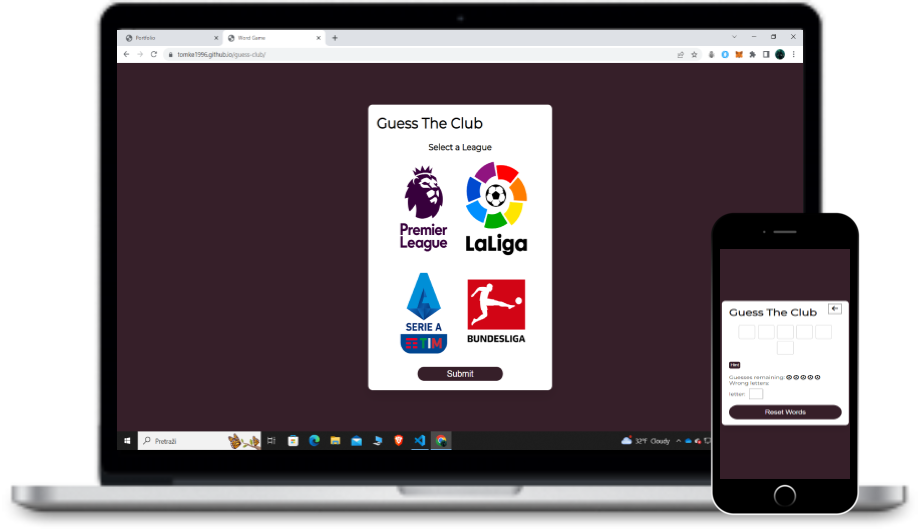 Portfolio
Word Game
tomke1996.github.io/guess-club/
Guess The Club
Select a League
Premier
League
LaLiga
SERIE A
TIM
BUNDESLIGA
Submit
Pretraži
32°F Cloudy
Guess The Club
Hint
Guesses remaining:
Wrong letters:
letter:
Reset Words